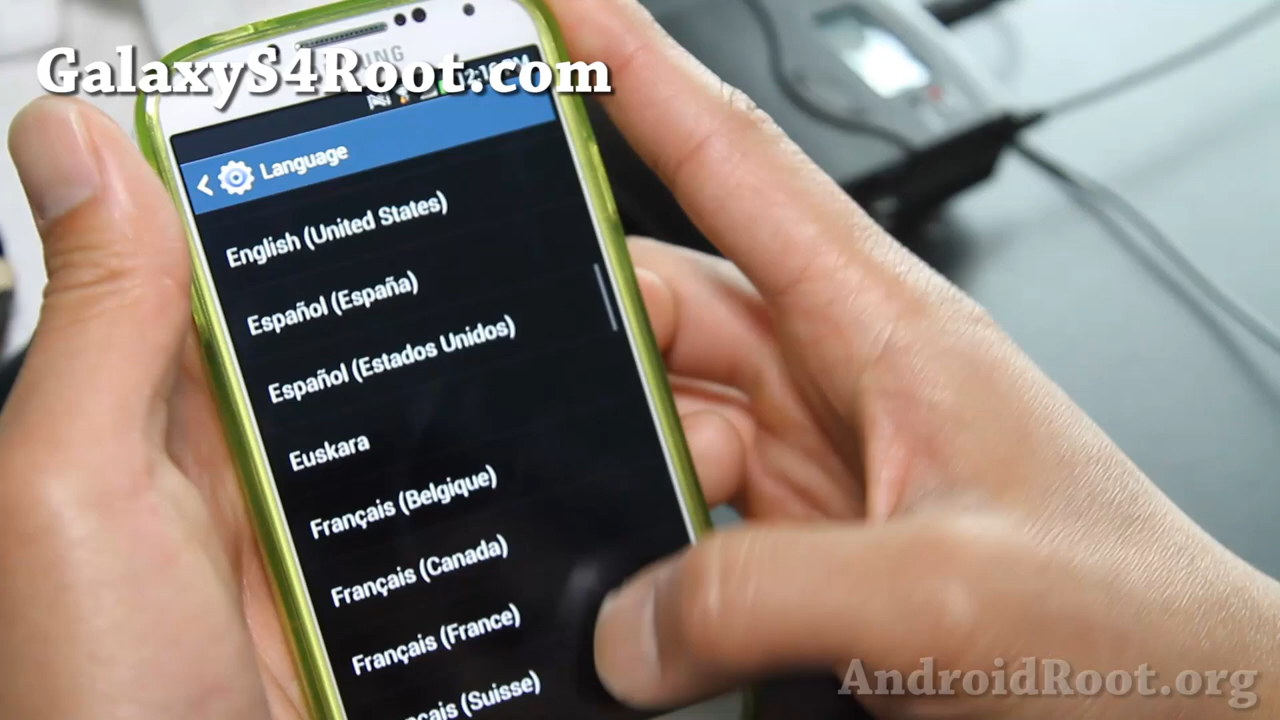 GalaxyS4Root.com
Language
English (United States)
Español (España)
Español (Estados Unidos)
Euskara
Français (Belgique)
Français (Canada)
Français (France)
(Suisse)
AndroidRoot.org